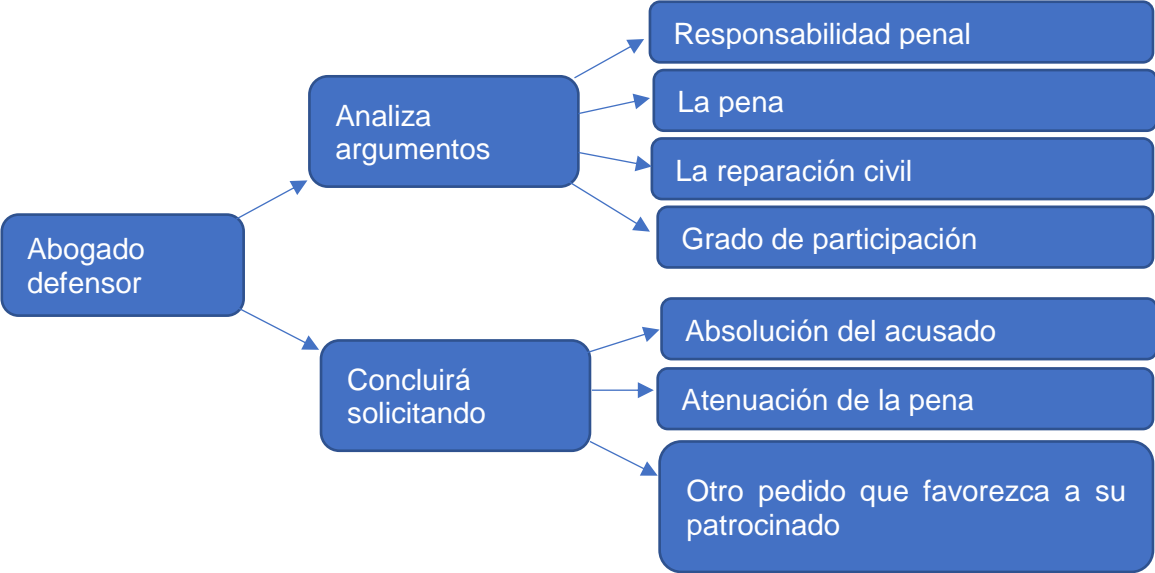 Abogado
defensor
Analiza
argumentos
Responsabilidad penal
La pena
La reparación civil
Grado de participación
Concluirá
solicitando
Absolución del acusado
Atenuación de la pena
Otro pedido que favorezca a su
patrocinado